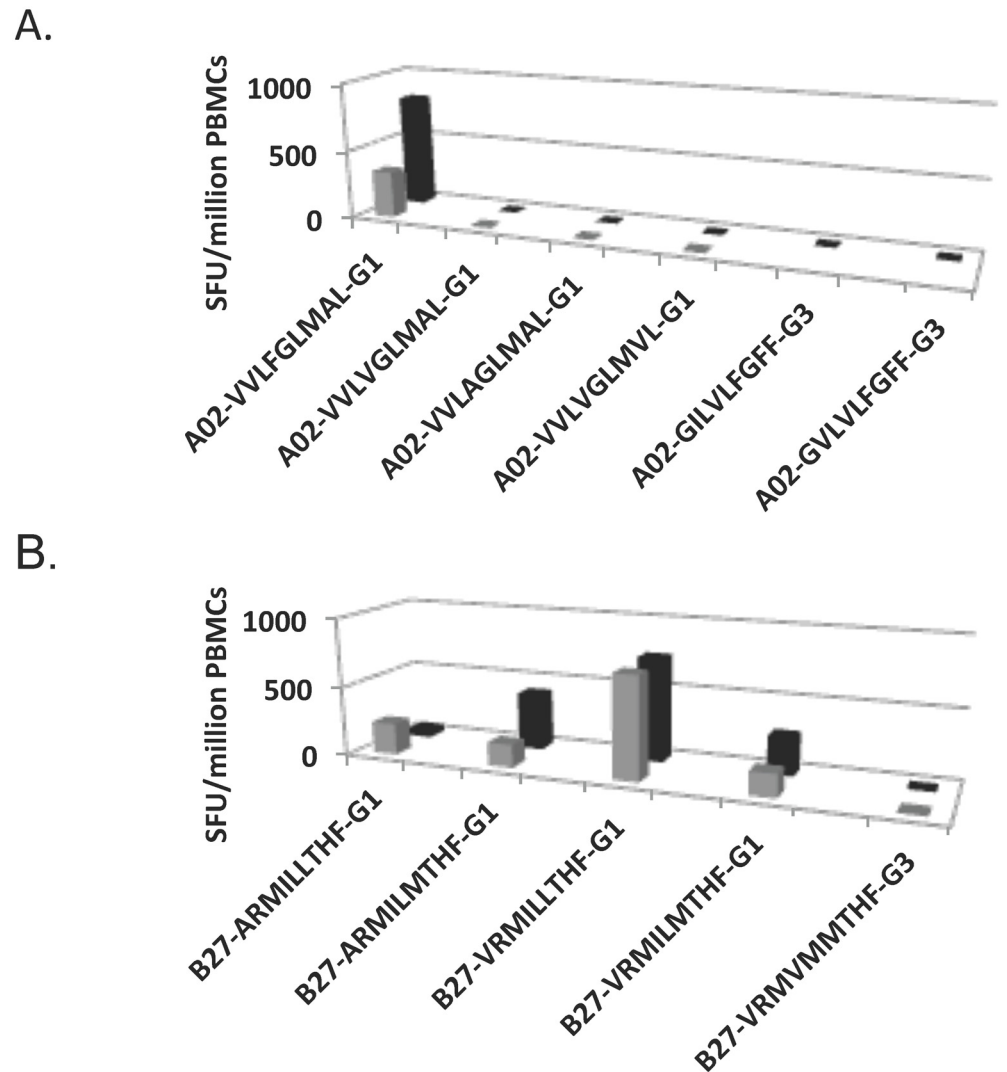 A.
SFU/million PBMCs
1000
500
0
A02-VVLFGLMAL-G1
A02-VVLVGLMAL-G1
A02-VVLAGLMAL-G1
A02-VVLVGLMVL-G1
A02-GILVLFGFF-G3
A02-GVLVLFGFF-G3
B.
SFU/million PBMCs
1000
500
0
B27-ARMILLTHF-G1
B27-ARMILMTHF-G1
B27-VRMILLTHF-G1
B27-VRMILMTHF-G1
B27-VRMVMMTHF-G3